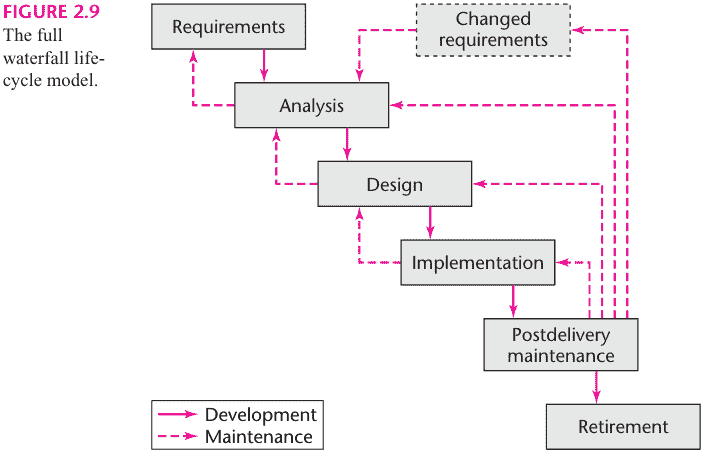 FIGURE 2.9
The full
waterfall life-
cycle model.
Requirements
Changed
requirements
Analysis
Design
Implementation
Postdelivery
maintenance
Retirement
Development
Maintenance